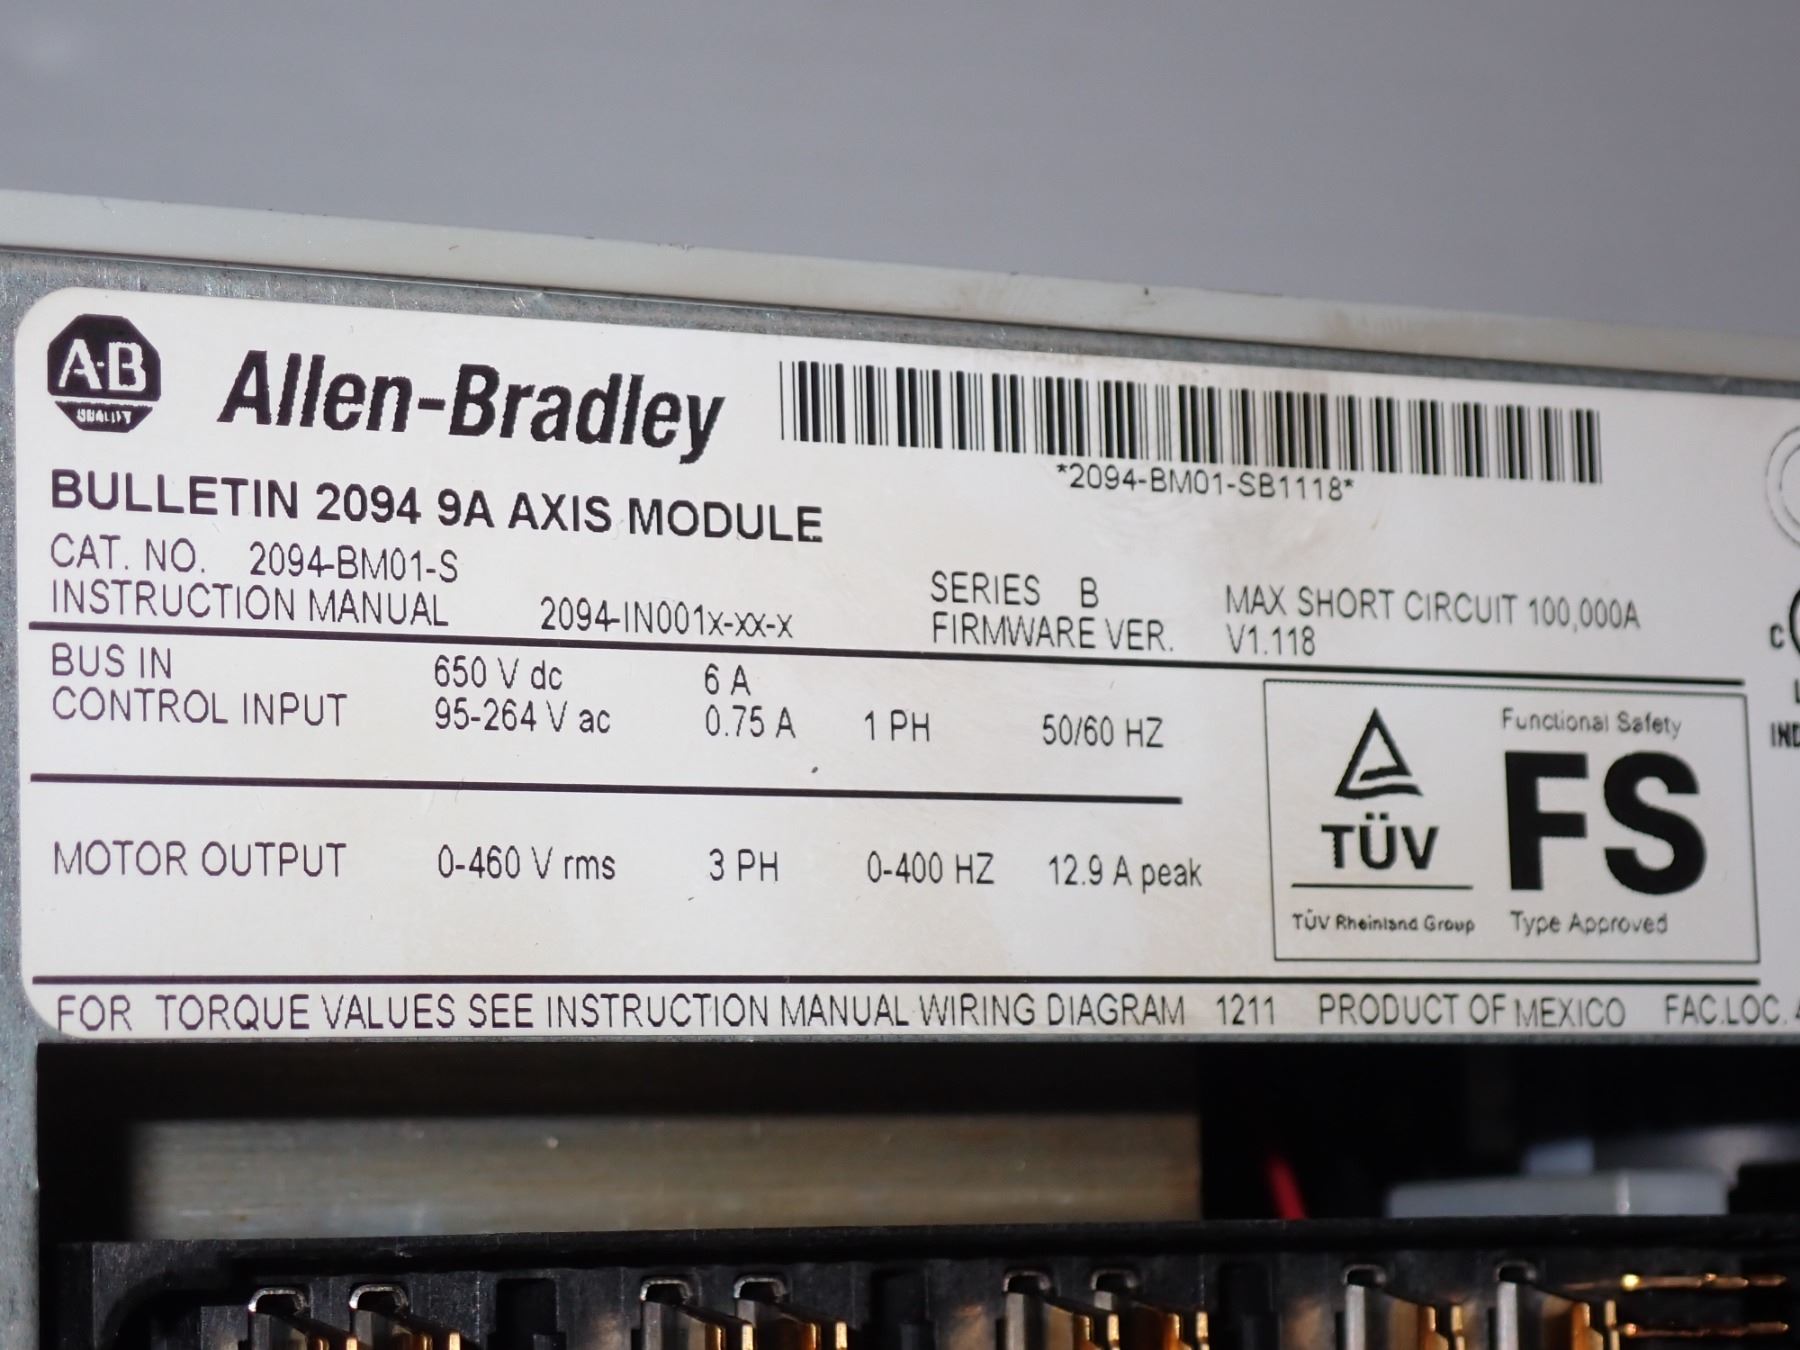 A-B
QUALITY
Allen-Bradley
*2094-BM01-SB1118*
BULLETIN 2094 9A AXIS MODULE
CAT. NO. 2094-BM01-S
SERIES B MAX SHORT CIRCUIT 100,000A
INSTRUCTION MANUAL 2094-IN001x-xx-x FIRMWARE VER. V1.118
BUS IN 650 V dc 6 A
CONTROL INPUT 95-264 V ac 0.75 A 1 PH 50/60 HZ
MOTOR OUTPUT 0-460 V rms 3 PH 0-400 HZ 12.9 A peak
Functional Safety
TÜV FS
TÜV Rheinland Group Type Approved
C
FOR TORQUE VALUES SEE INSTRUCTION MANUAL WIRING DIAGRAM 1211 PRODUCT OF MEXICO FAC.LOC.